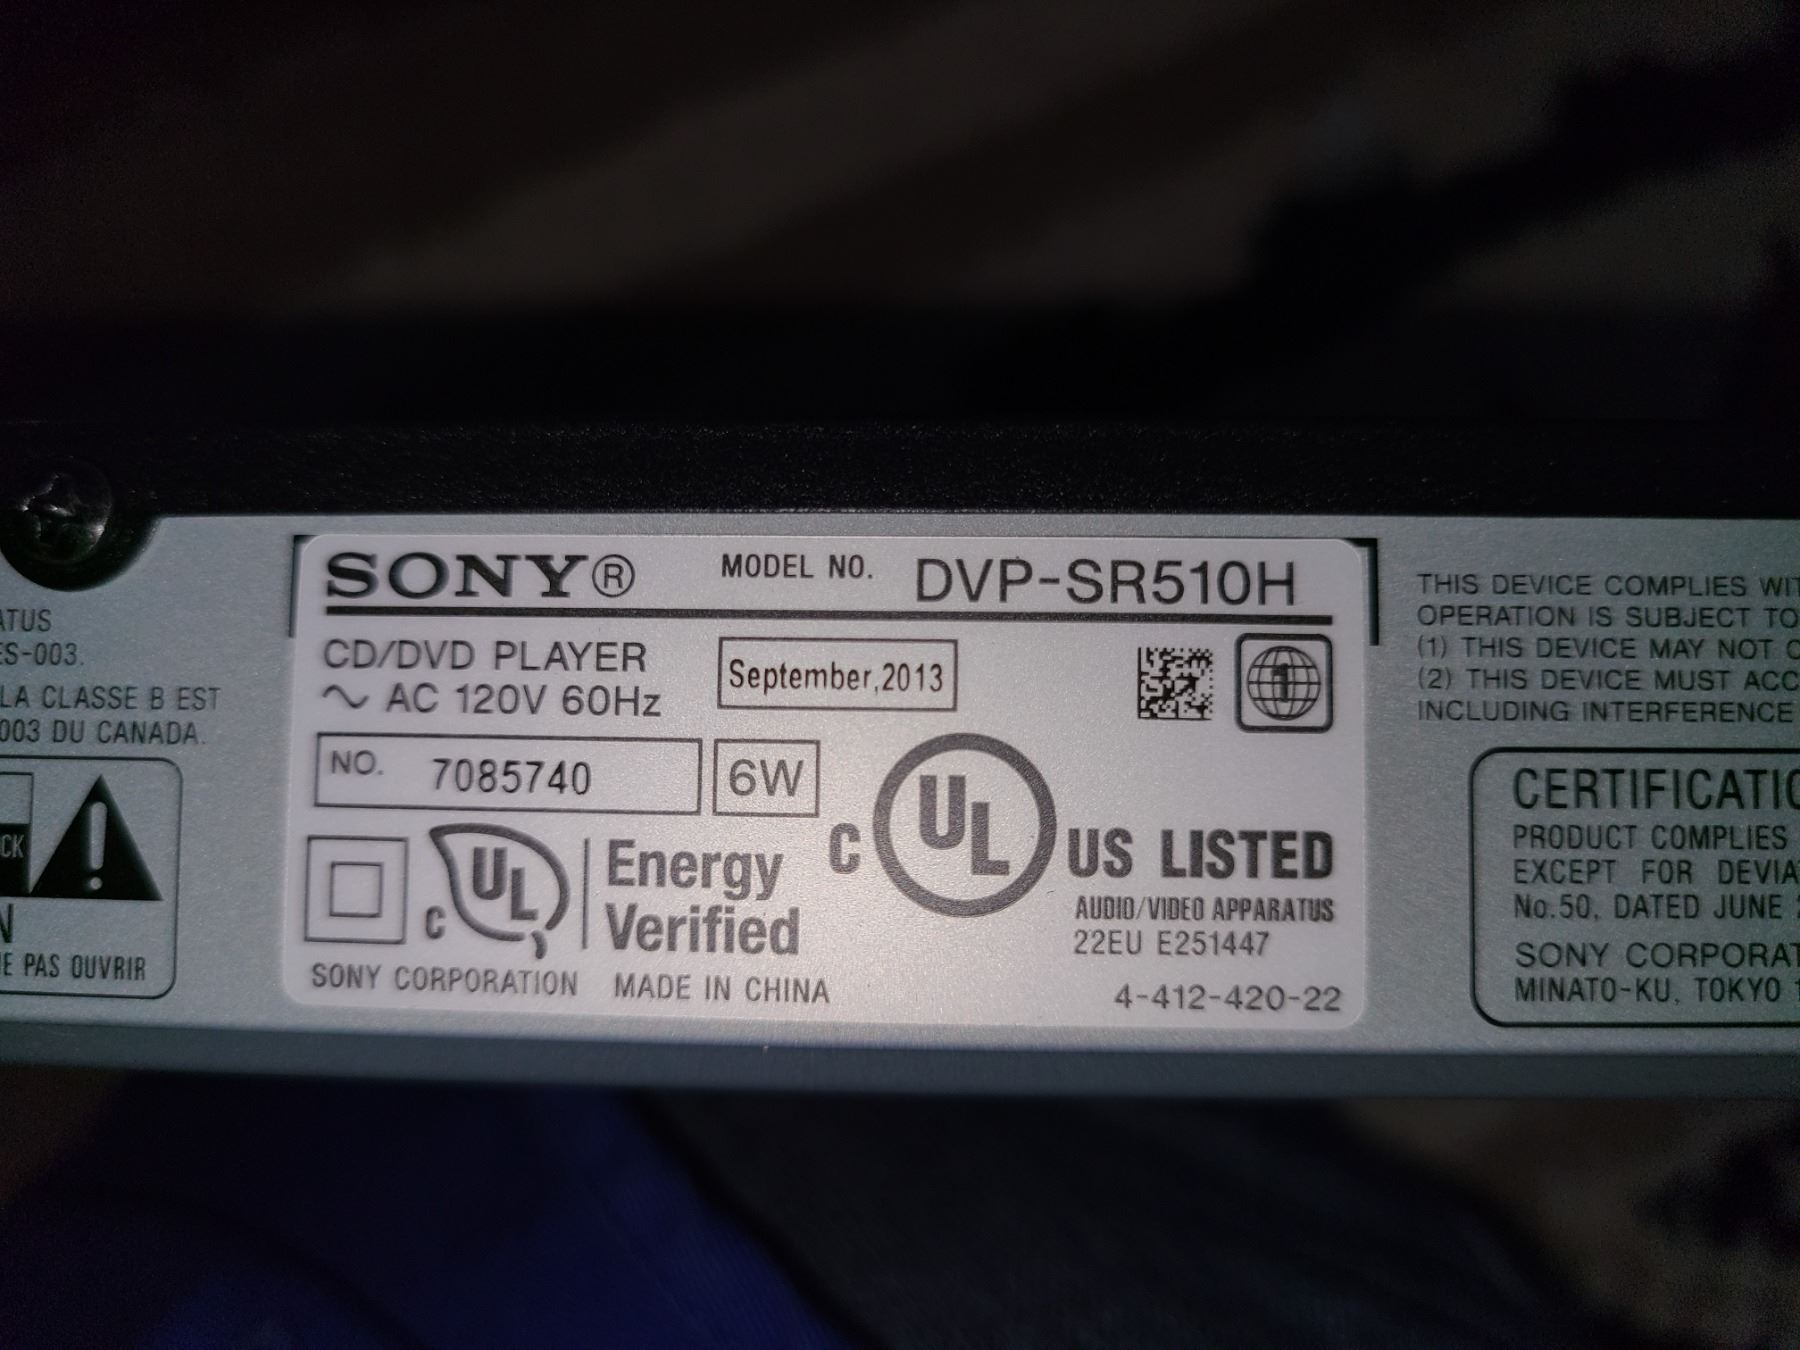 SONY® MODEL NO. DVP-SR510H
CD/DVD PLAYER
~ AC 120V 60Hz
September,2013
1
NO. 7085740
6W
C UL US LISTED
AUDIO/VIDEO APPARATUS
22EU E251447
C UL Energy
Verified
SONY CORPORATION MADE IN CHINA
4-412-420-22
ATUS
ES-003.
LA CLASSE B EST
003 DU CANADA.
CK
!
N
E PAS OUVRIR
THIS DEVICE COMPLIES WIT
OPERATION IS SUBJECT TO
(1) THIS DEVICE MAY NOT C
(2) THIS DEVICE MUST ACC
INCLUDING INTERFERENCE
CERTIFICATIO
PRODUCT COMPLIES
EXCEPT FOR DEVIA
No.50, DATED JUNE
SONY CORPORAT
MINATO-KU, TOKYO 1